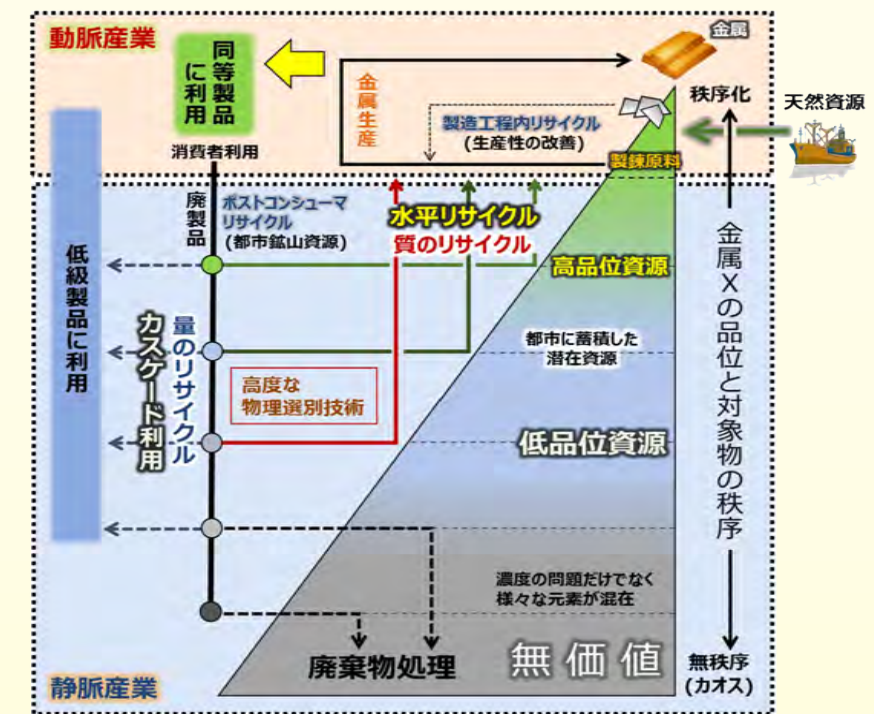 動脈産業
同等製品
に利用
消費者利用
金属生産
製造工程内リサイクル
(生産性の改善)
金属
秩序化
天然資源
製錬原料
廃製品
ポストコンシューマ
リサイクル
(都市鉱山資源)
水平リサイクル
質のリサイクル
高品位資源
低級製品に利用
量のリサイクル
カスケード利用
都市に蓄積した
潜在資源
高度な
物理選別技術
低品位資源
金属Xの品位と対象物の秩序
濃度の問題だけでなく
様々な元素が混在
廃棄物処理
無価値
無秩序
(カオス)
静脈産業